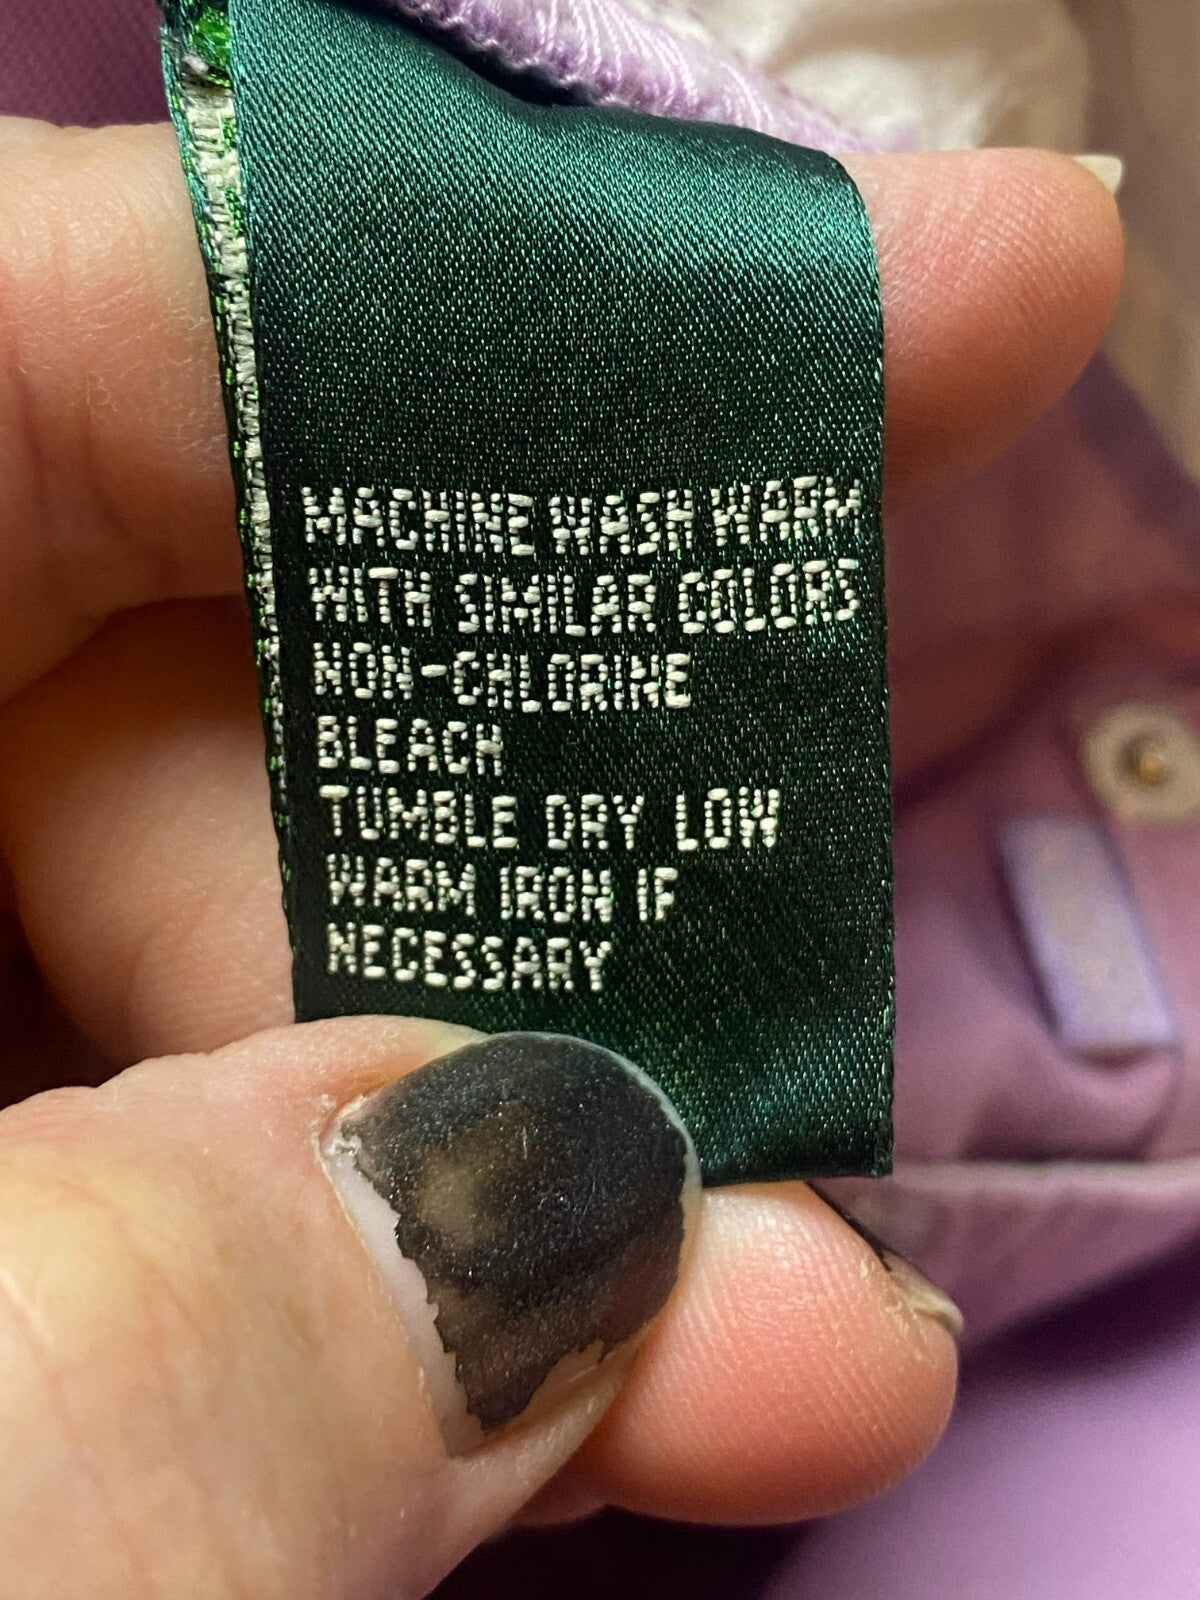 MACHINE WASH WARM
WITH SIMILAR COLORS
NON-CHLORINE
BLEACH
TUMBLE DRY LOW
WARM IRON IF
NECESSARY